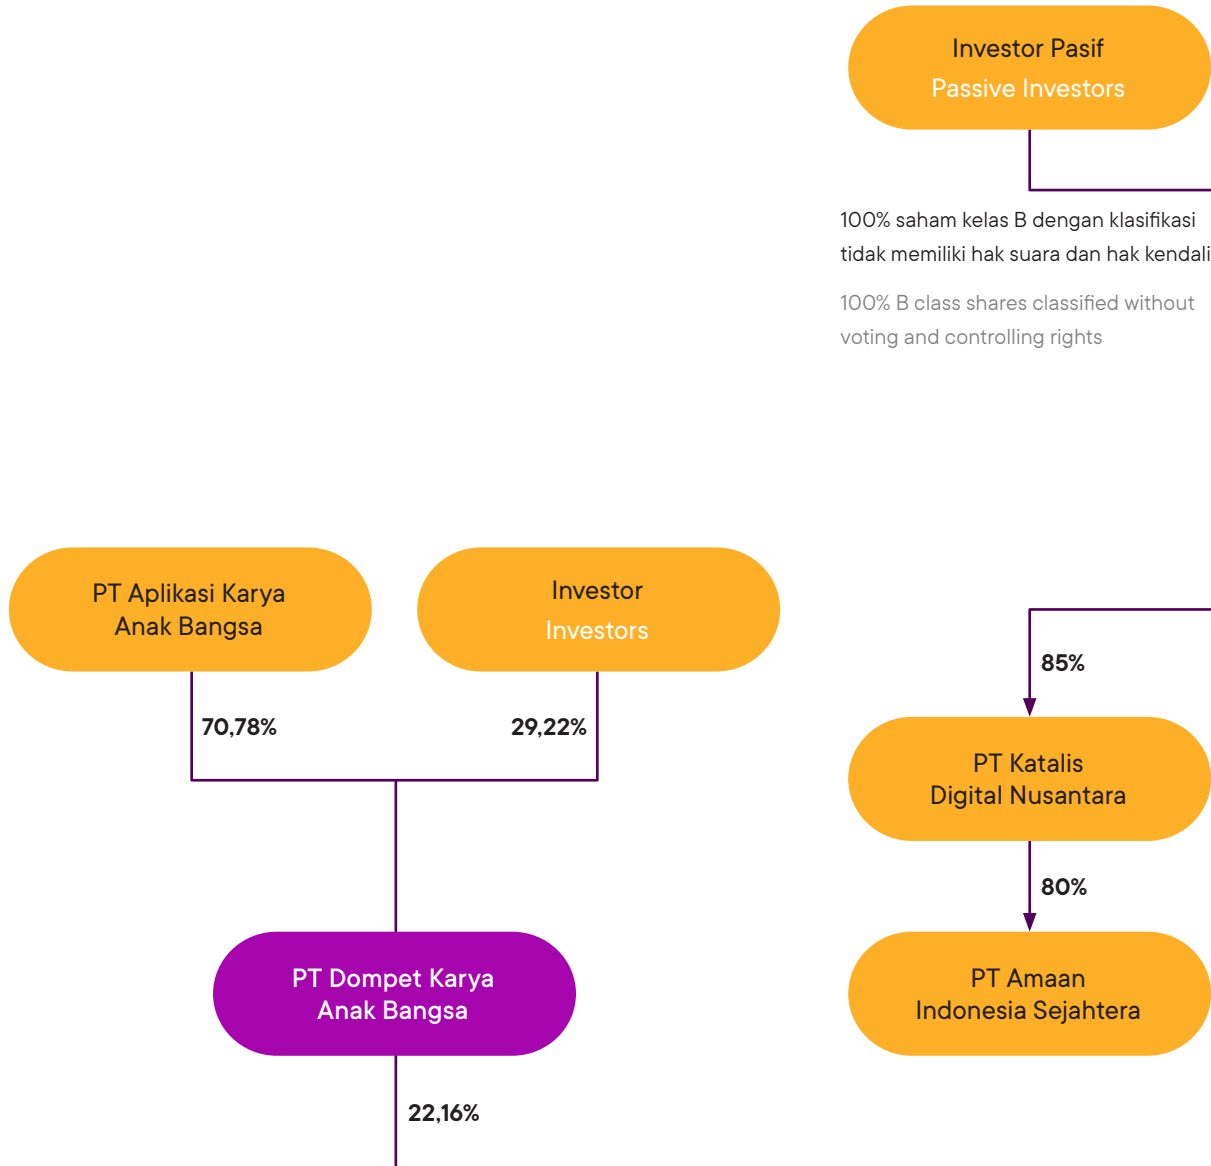 Investor Pasif
Passive Investors
100% saham kelas B dengan klasifikasi
tidak memiliki hak suara dan hak kendali
100% B class shares classified without
voting and controlling rights
PT Aplikasi Karya
Anak Bangsa
Investor
Investors
70,78%
29,22%
85%
PT Katalis
Digital Nusantara
80%
PT Dompet Karya
Anak Bangsa
PT Amaan
Indonesia Sejahtera
22,16%